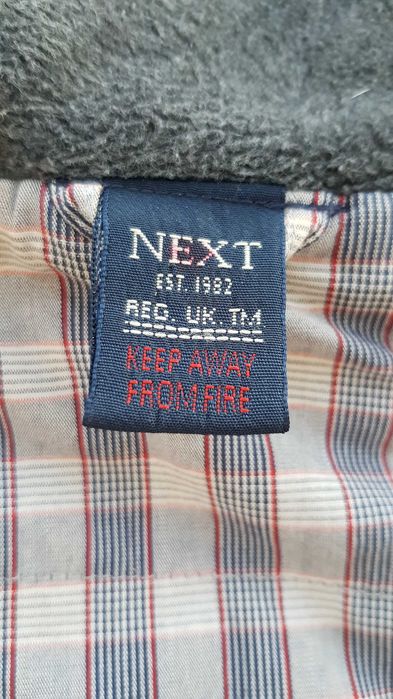 NEXT
EST. 1982
REG. UK. TM
KEEP AWAY
FROM FIRE